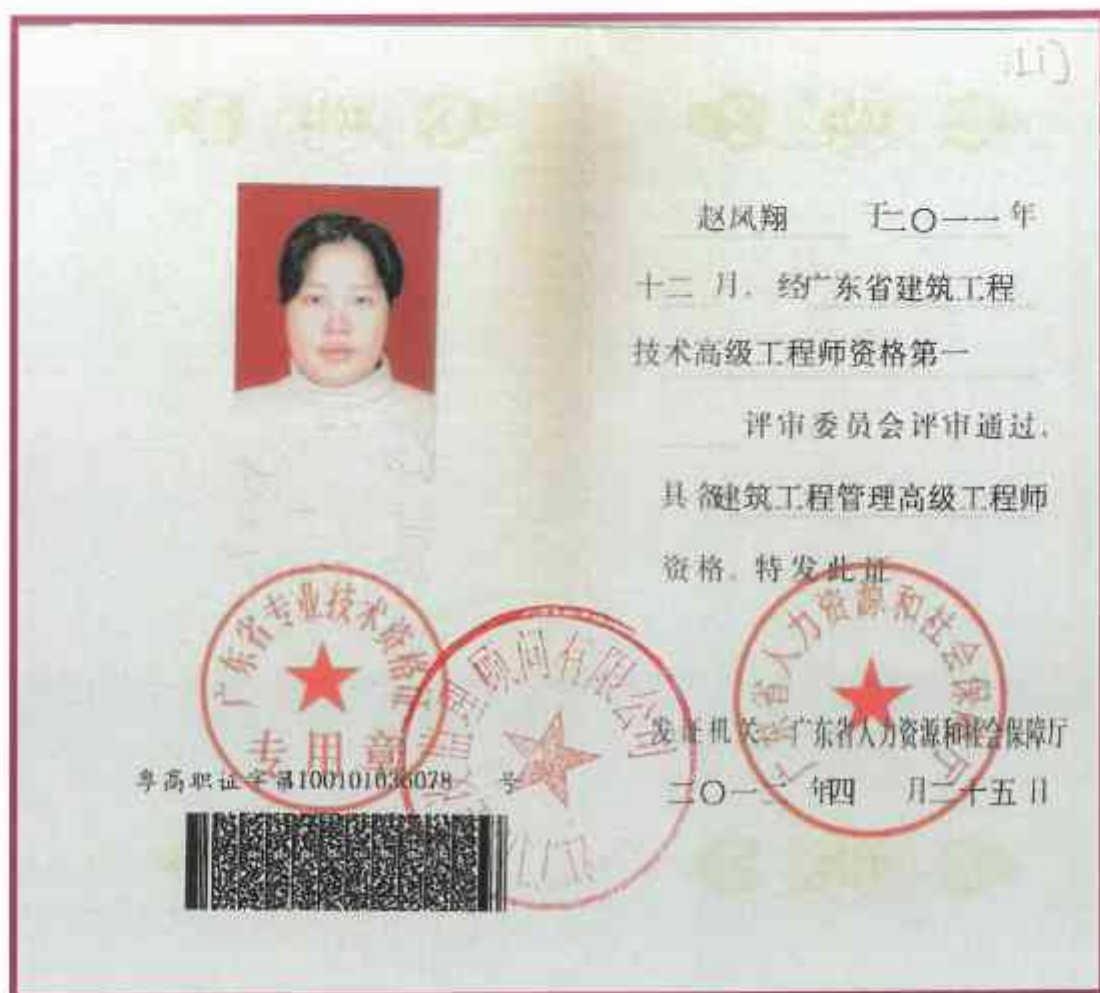 赵凤翔 于二〇一一年
十二月,经广东省建筑工程
技术高级工程师资格第一
评审委员会评审通过,
具备建筑工程管理高级工程师
资格,特发此证
发证机关 广东省人力资源和社会保障厅
二〇一二年四月二十五日
广东省人力资源和社会保障厅
广东省专业技术资格证
专用章
粤高职证字第100101036078号
顾问有限公司
江门